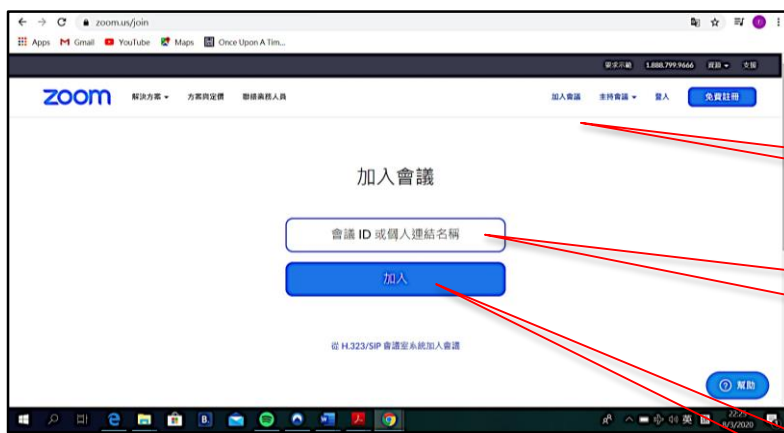 zoom.us/join
Apps Gmail YouTube Maps Once Upon A Tim...
要求示範 1.888.799.9666 資源 支援
zoom 解決方案 方案與定價 聯絡業務人員 加入會議 主持會議 登入 免費註冊
加入會議
會議 ID 或個人連結名稱
加入
從 H.323/SIP 會議室系統加入會議
幫助
B.
英
22:25
8/3/2020